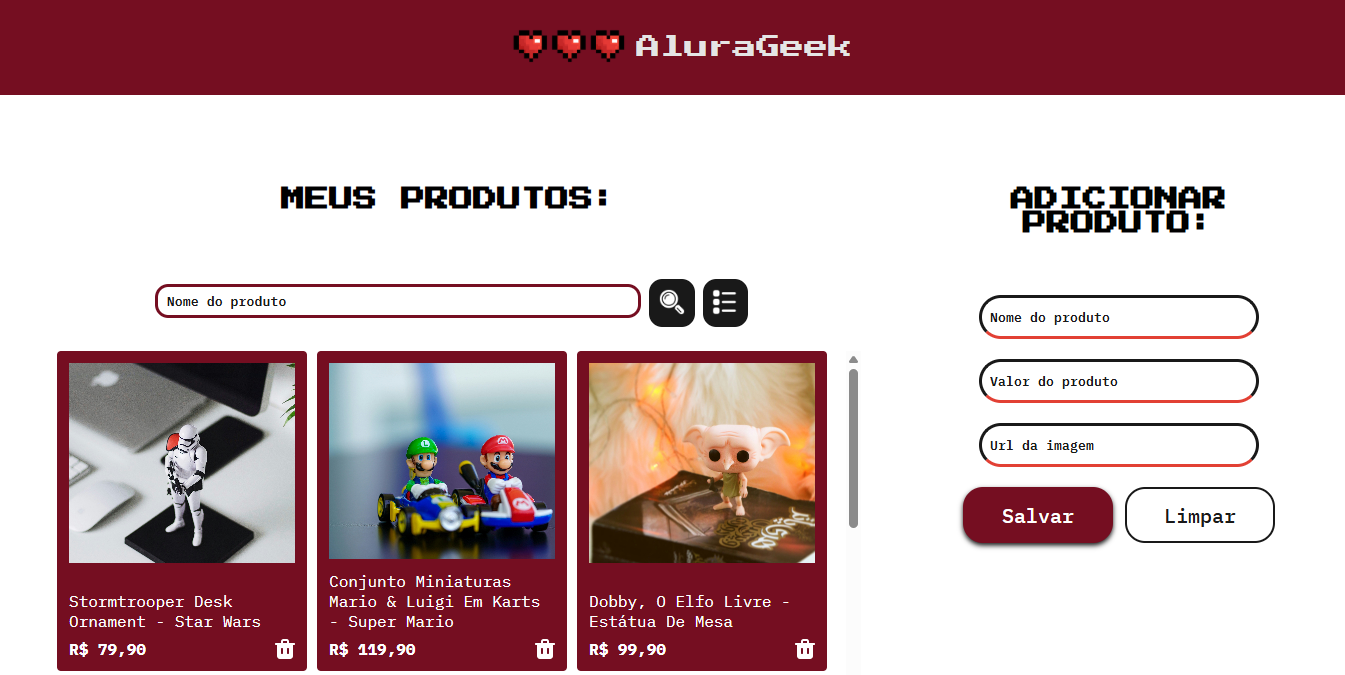 AluraGeek
MEUS PRODUTOS:
Nome do produto
Stormtrooper Desk
Ornament - Star Wars
R$ 79,90
Conjunto Miniaturas
Mario & Luigi Em Karts
- Super Mario
R$ 119,90
Dobby, O Elfo Livre -
Estátua De Mesa
R$ 99,90
ADICIONAR
PRODUTO:
Nome do produto
Valor do produto
Url da imagem
Salvar
Limpar